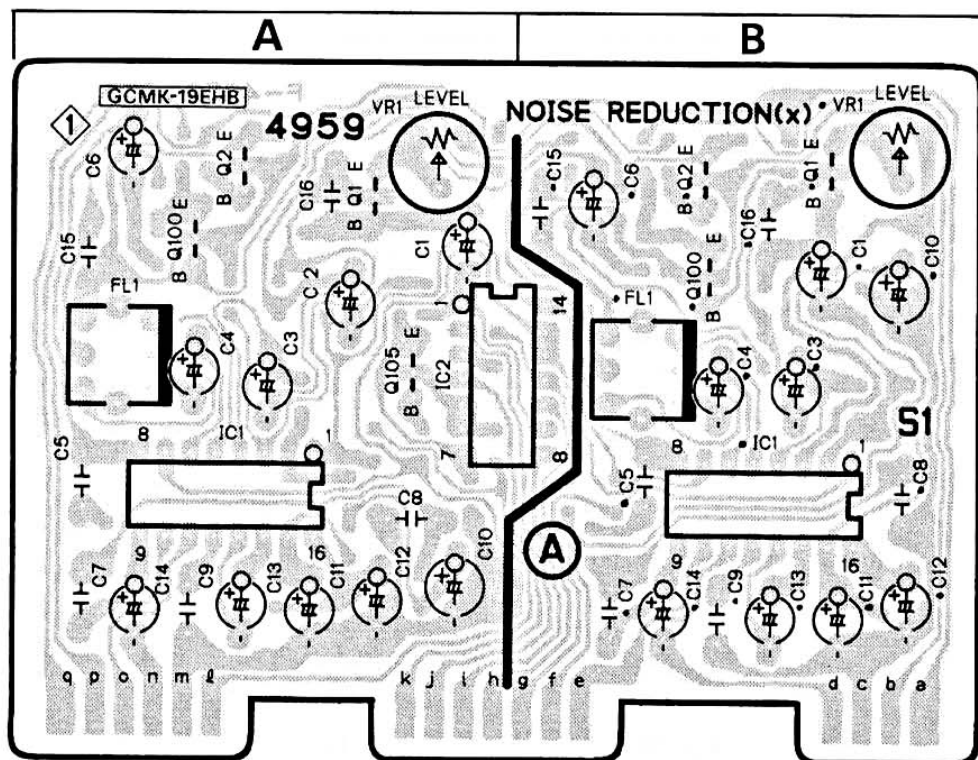 A B
GCMK-19EHB
1
4959
VR1 LEVEL
NOISE REDUCTION(x)
•VR1 LEVEL
C6
B Q2 E
C16
B Q1 E
•C15
•C6
B•Q2 E
•C16
B•Q1 E
C15
B Q100 E
C1
•C1
•C10
FL1
C2
1
14
•FL1
B•Q100 E
C4
C3
B Q105 E
IC2
•C4
•C3
8
IC1
1
7
8
8
•IC1
1
S1
C5
C8
A
•C5
•C8
9
16
9
16
C7
C14
C9
C13
C11
C12
C10
•C7
•C14
•C9
•C13
•C11
•C12
q p o n m l k j i h g f e d c b a